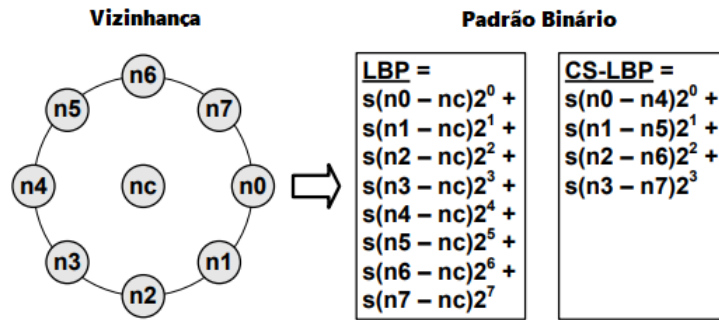 Vizinhança
n6
n5
n7
n4
nc
n0
n3
n1
n2
Padrão Binário
LBP =
s(n0 – nc)2⁰ +
s(n1 – nc)2¹ +
s(n2 – nc)2² +
s(n3 – nc)2³ +
s(n4 – nc)2⁴ +
s(n5 – nc)2⁵ +
s(n6 – nc)2⁶ +
s(n7 – nc)2⁷
CS-LBP =
s(n0 – n4)2⁰ +
s(n1 – n5)2¹ +
s(n2 – n6)2² +
s(n3 – n7)2³